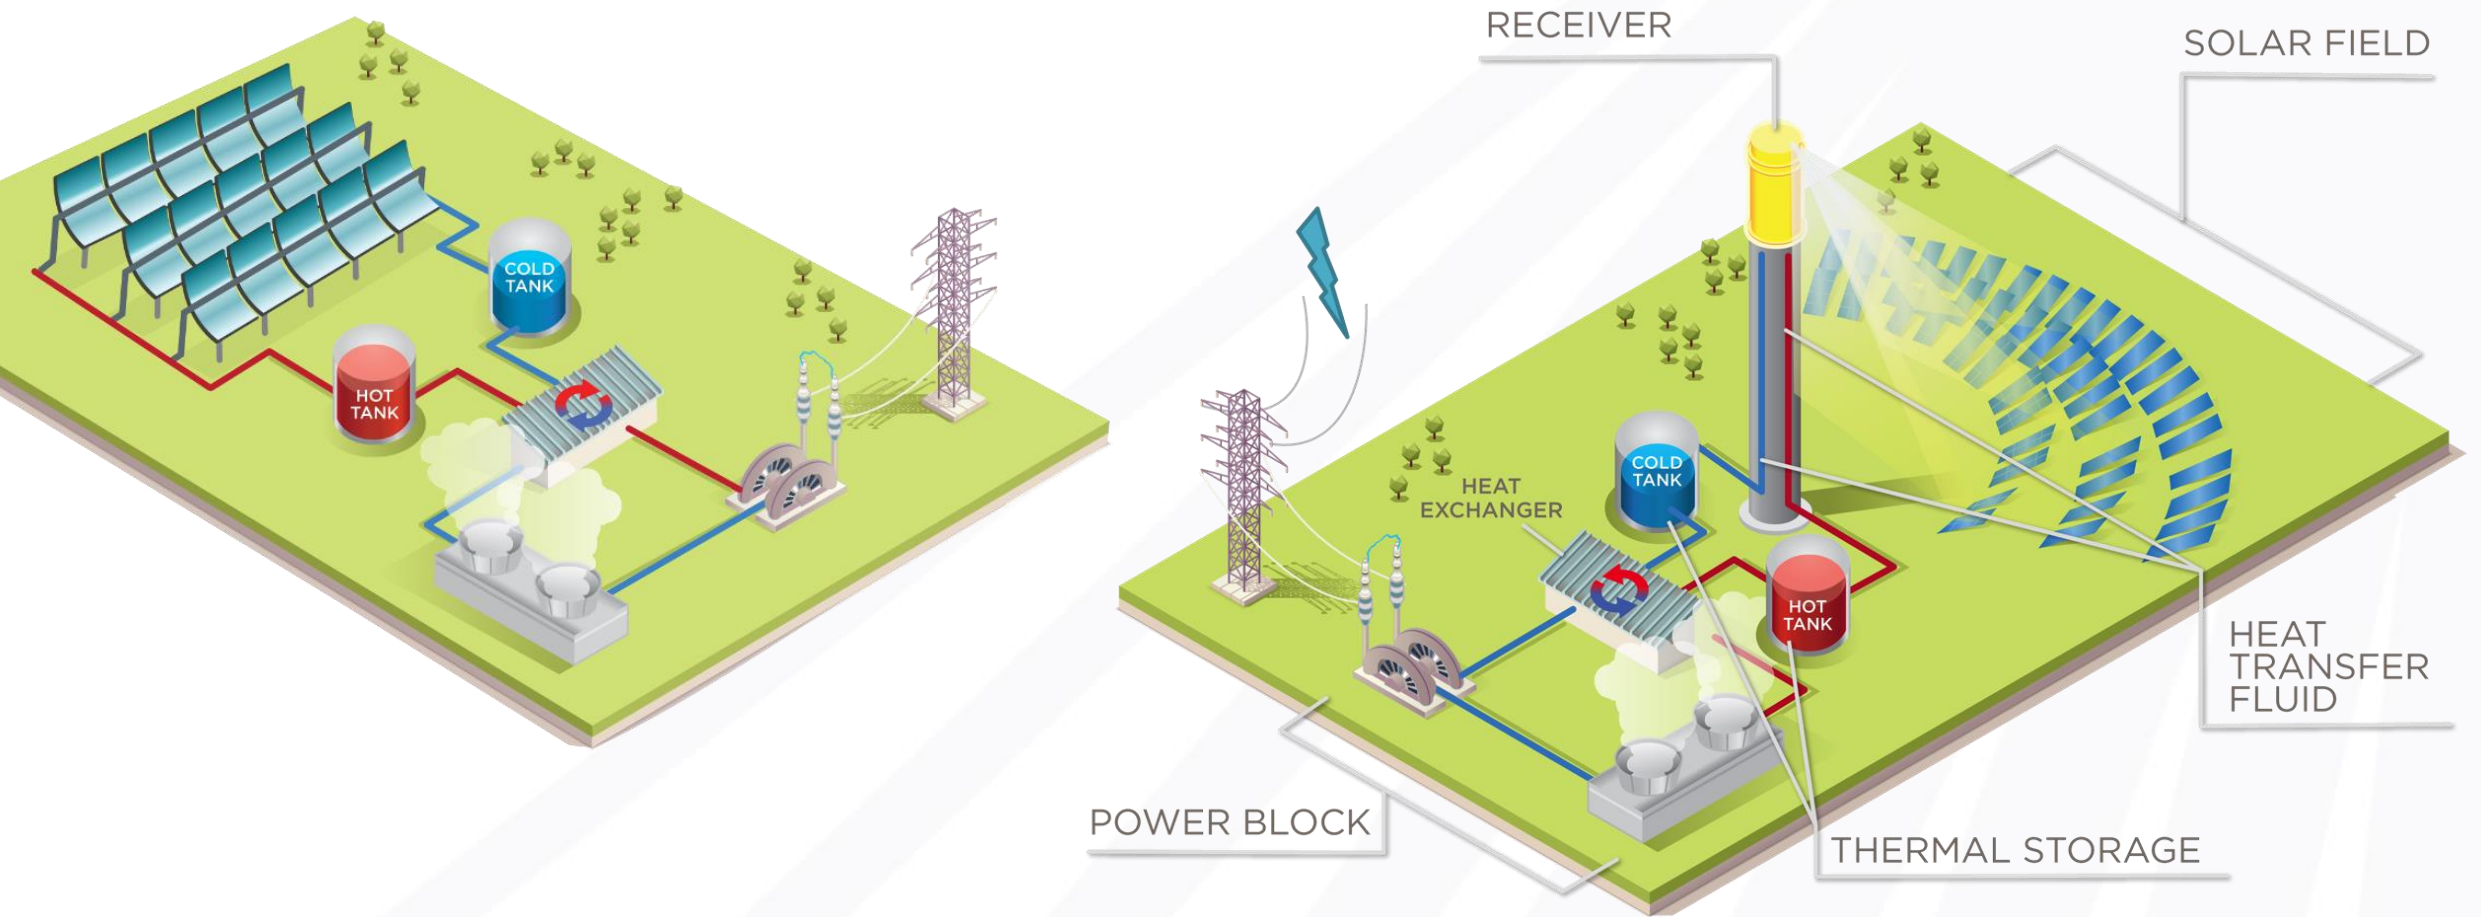 RECEIVER
SOLAR FIELD
COLD
TANK
HOT
TANK
COLD
TANK
HEAT
EXCHANGER
HOT
TANK
HEAT
TRANSFER
FLUID
POWER BLOCK
THERMAL STORAGE